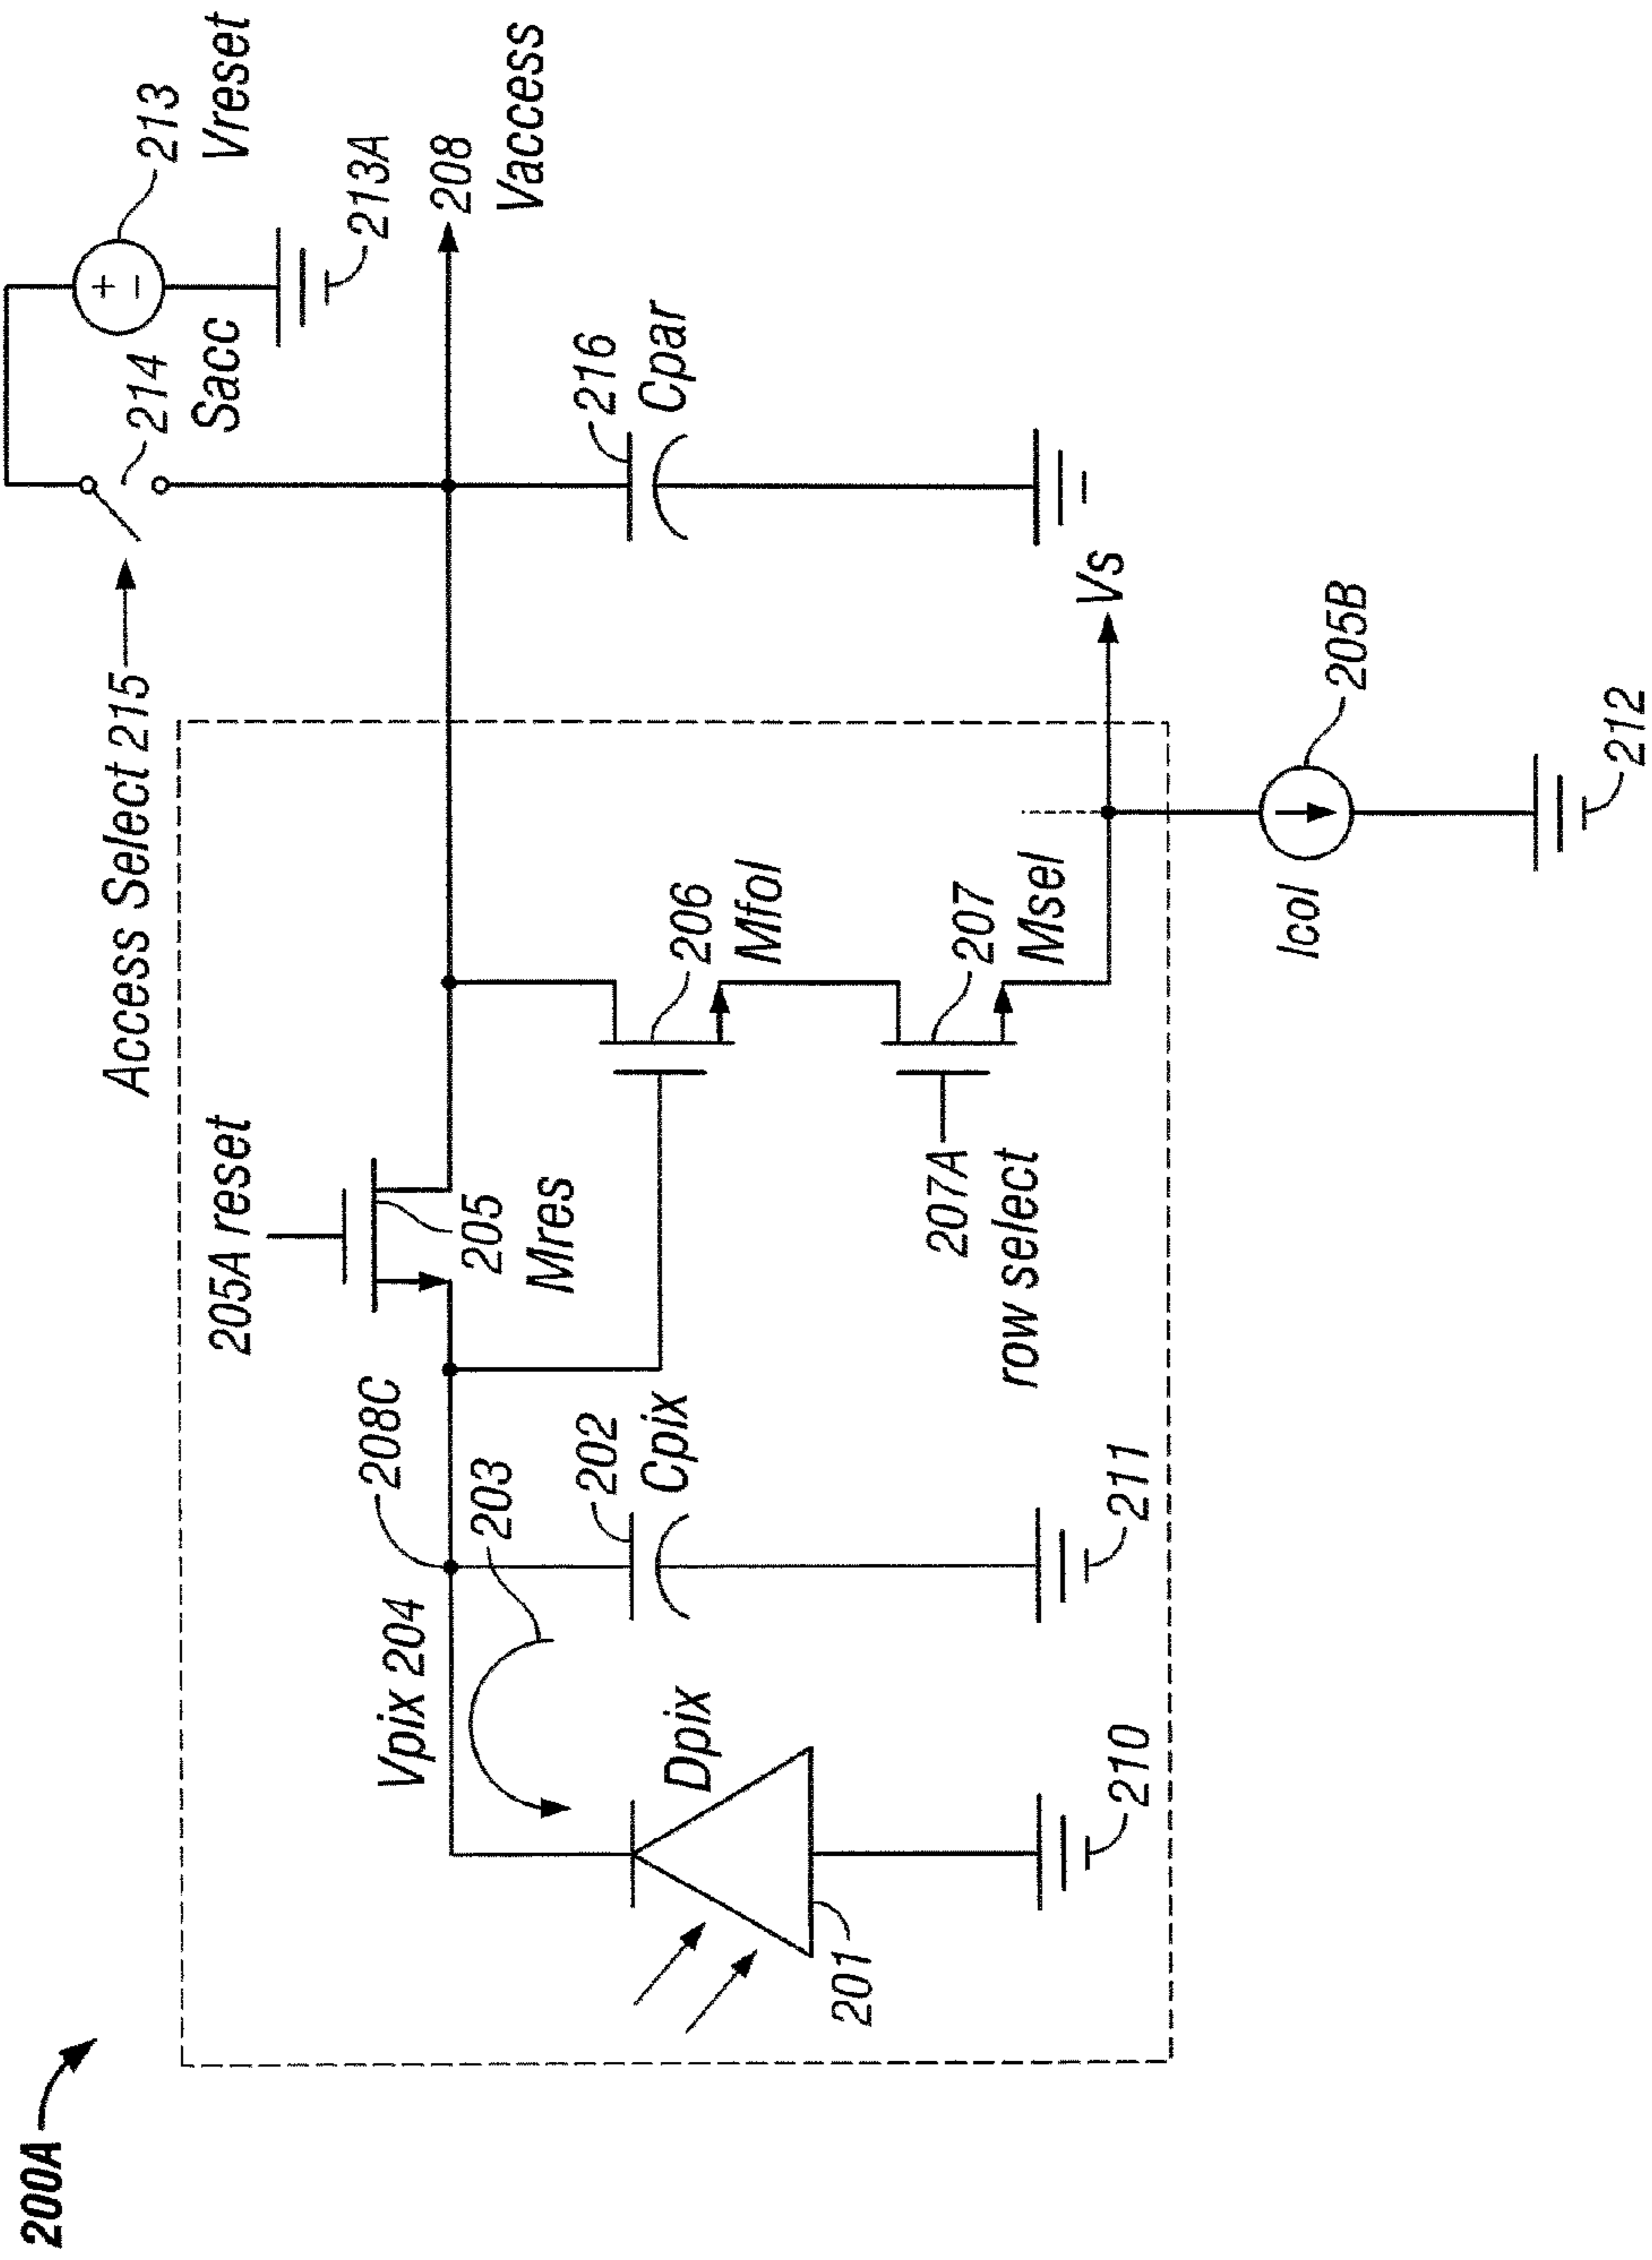 200A
Access Select 215
214
Sacc
213
Vreset
213A
205A reset
208
Vaccess
208C
Vpix 204
203
205
Mres
202
Cpix
216
Cpar
Dpix
206
Mfol
201
207A
row select
207
Msel
Vs
210
211
Icol
205B
212